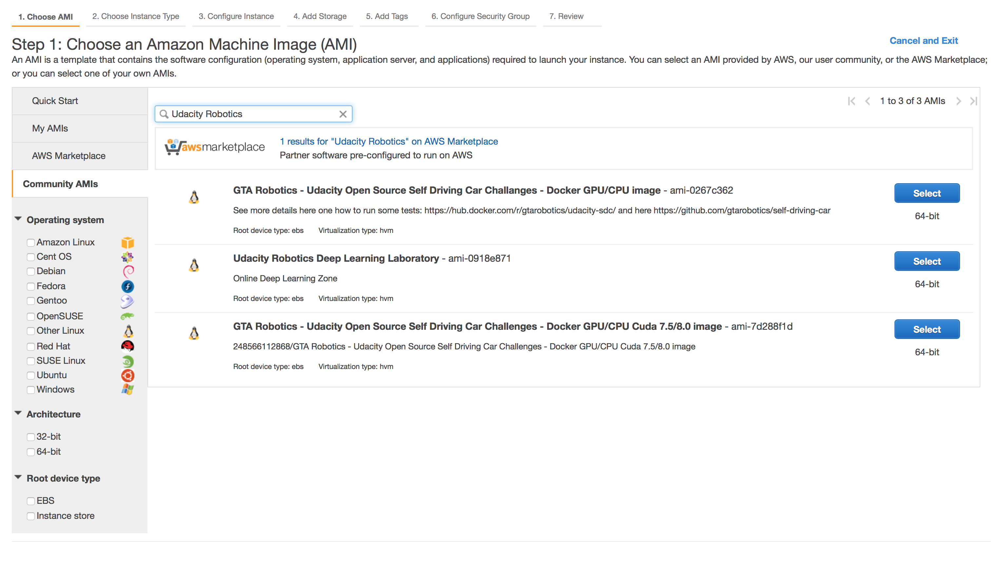 1. Choose AMI 2. Choose Instance Type 3. Configure Instance 4. Add Storage 5. Add Tags 6. Configure Security Group 7. Review
Step 1: Choose an Amazon Machine Image (AMI)
Cancel and Exit
An AMI is a template that contains the software configuration (operating system, application server, and applications) required to launch your instance. You can select an AMI provided by AWS, our user community, or the AWS Marketplace;
or you can select one of your own AMIs.
Quick Start
My AMIs
AWS Marketplace
Community AMIs
Operating system
Amazon Linux
Cent OS
Debian
Fedora
Gentoo
OpenSUSE
Other Linux
Red Hat
SUSE Linux
Ubuntu
Windows
Architecture
32-bit
64-bit
Root device type
EBS
Instance store
1 to 3 of 3 AMIs
Udacity Robotics
awsmarketplace
1 results for "Udacity Robotics" on AWS Marketplace
Partner software pre-configured to run on AWS
GTA Robotics - Udacity Open Source Self Driving Car Challanges - Docker GPU/CPU image - ami-0267c362
Select
See more details here one how to run some tests: https://hub.docker.com/r/gtarobotics/udacity-sdc/ and here https://github.com/gtarobotics/self-driving-car
64-bit
Root device type: ebs Virtualization type: hvm
Udacity Robotics Deep Learning Laboratory - ami-0918e871
Select
Online Deep Learning Zone
64-bit
Root device type: ebs Virtualization type: hvm
GTA Robotics - Udacity Open Source Self Driving Car Challenges - Docker GPU/CPU Cuda 7.5/8.0 image - ami-7d288f1d
Select
248566112868/GTA Robotics - Udacity Open Source Self Driving Car Challenges - Docker GPU/CPU Cuda 7.5/8.0 image
64-bit
Root device type: ebs Virtualization type: hvm